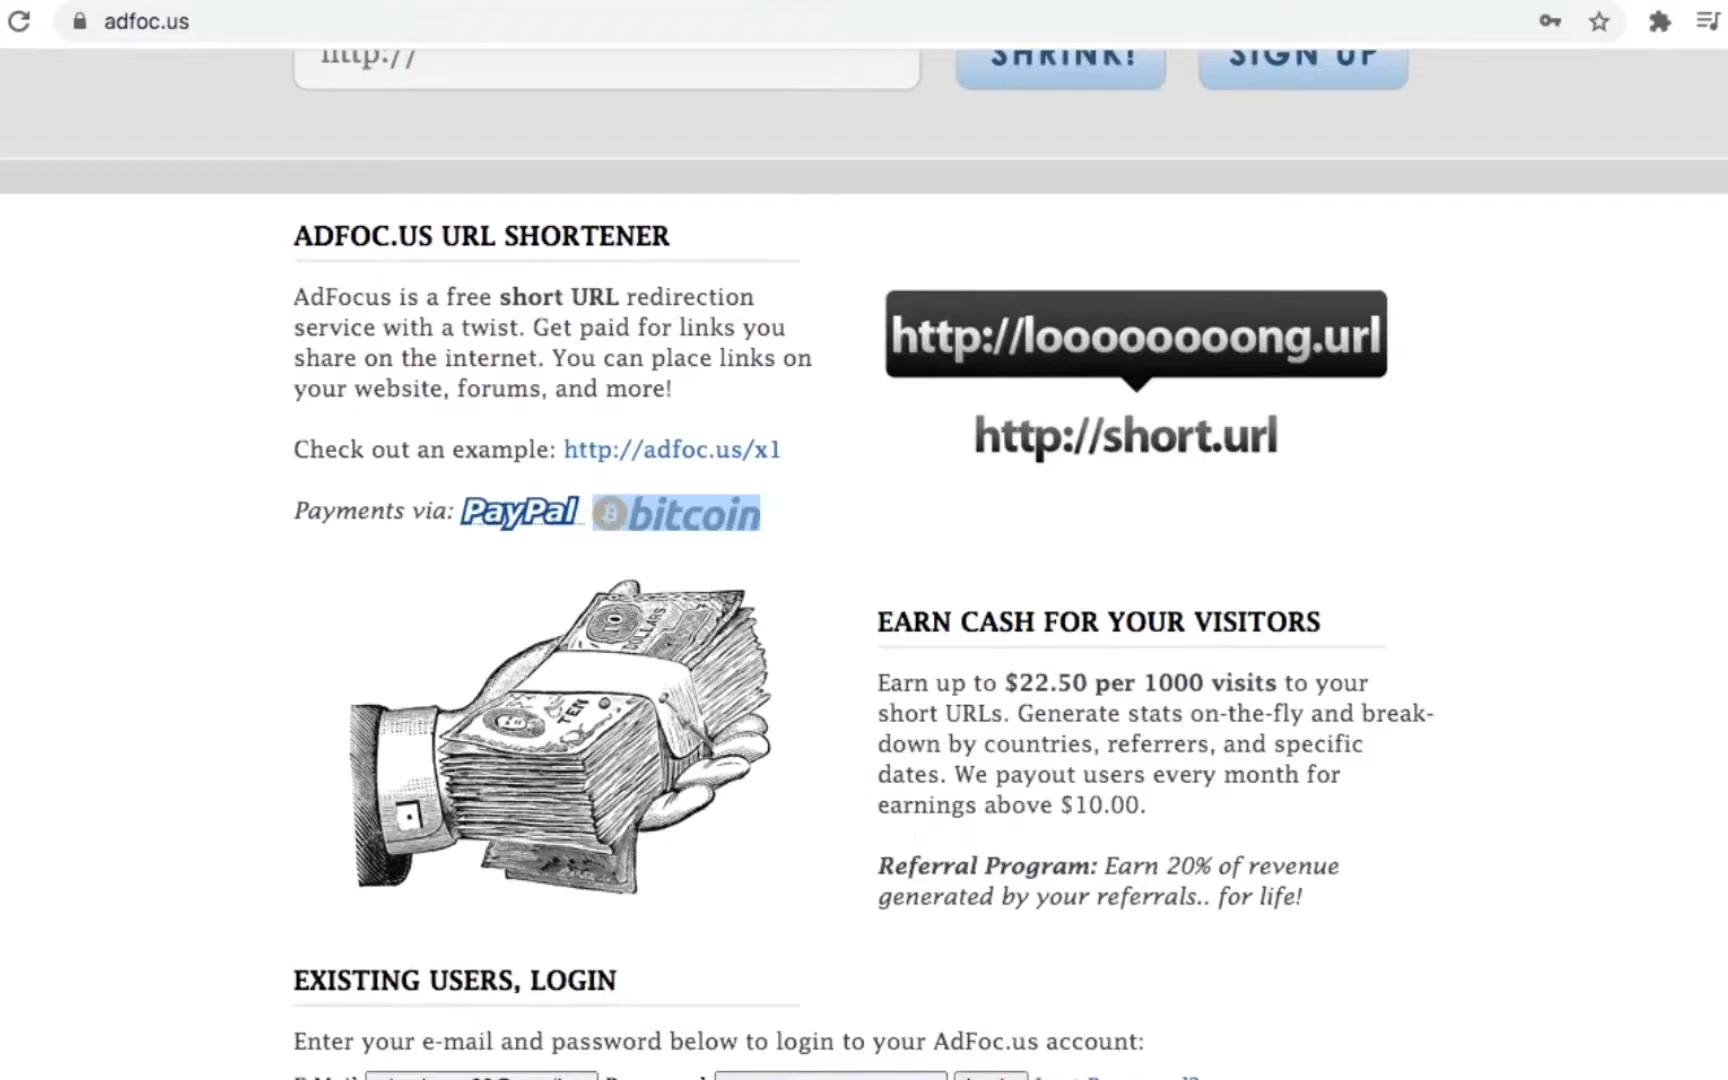 adfoc.us
http://
SHRINK!
SIGN UP
ADFOC.US URL SHORTENER
AdFocus is a free short URL redirection
service with a twist. Get paid for links you
share on the internet. You can place links on
your website, forums, and more!
Check out an example: http://adfoc.us/x1
Payments via: PayPal bitcoin
http://looooooooong.url
http://short.url
10
DOLLARS
TEN
EARN CASH FOR YOUR VISITORS
Earn up to $22.50 per 1000 visits to your
short URLs. Generate stats on-the-fly and break-
down by countries, referrers, and specific
dates. We payout users every month for
earnings above $10.00.
Referral Program: Earn 20% of revenue
generated by your referrals.. for life!
EXISTING USERS, LOGIN
Enter your e-mail and password below to login to your AdFoc.us account: